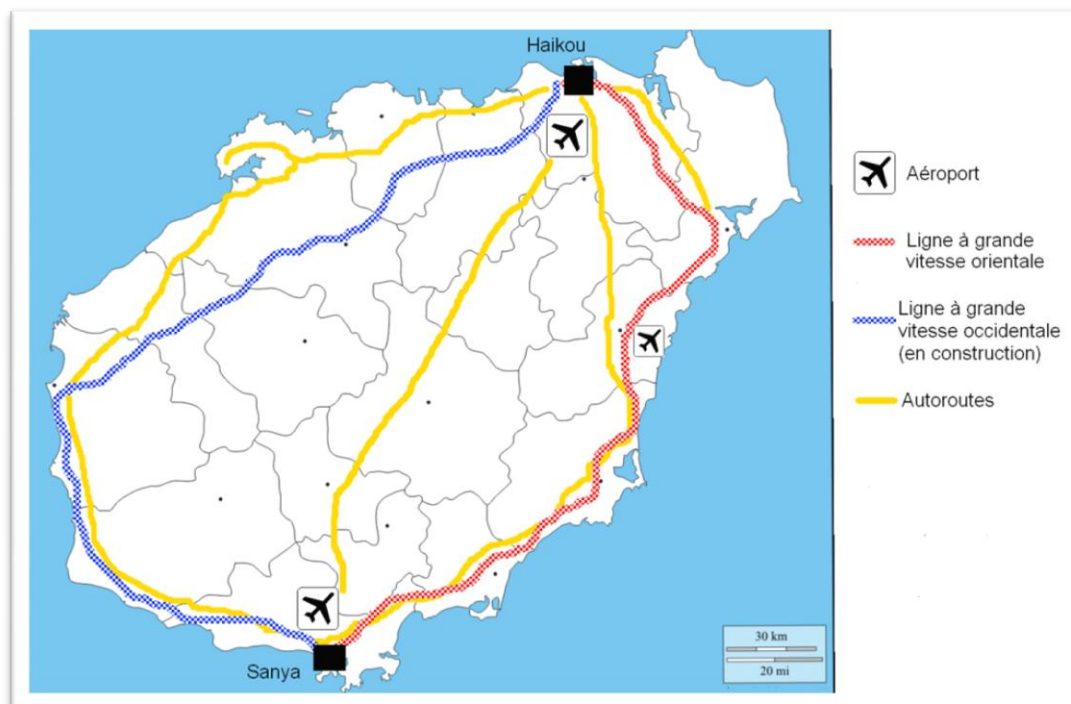 Haikou
Aéroport
Ligne à grande
vitesse orientale
Ligne à grande
vitesse occidentale
(en construction)
Autoroutes
Sanya
30 km
20 mi